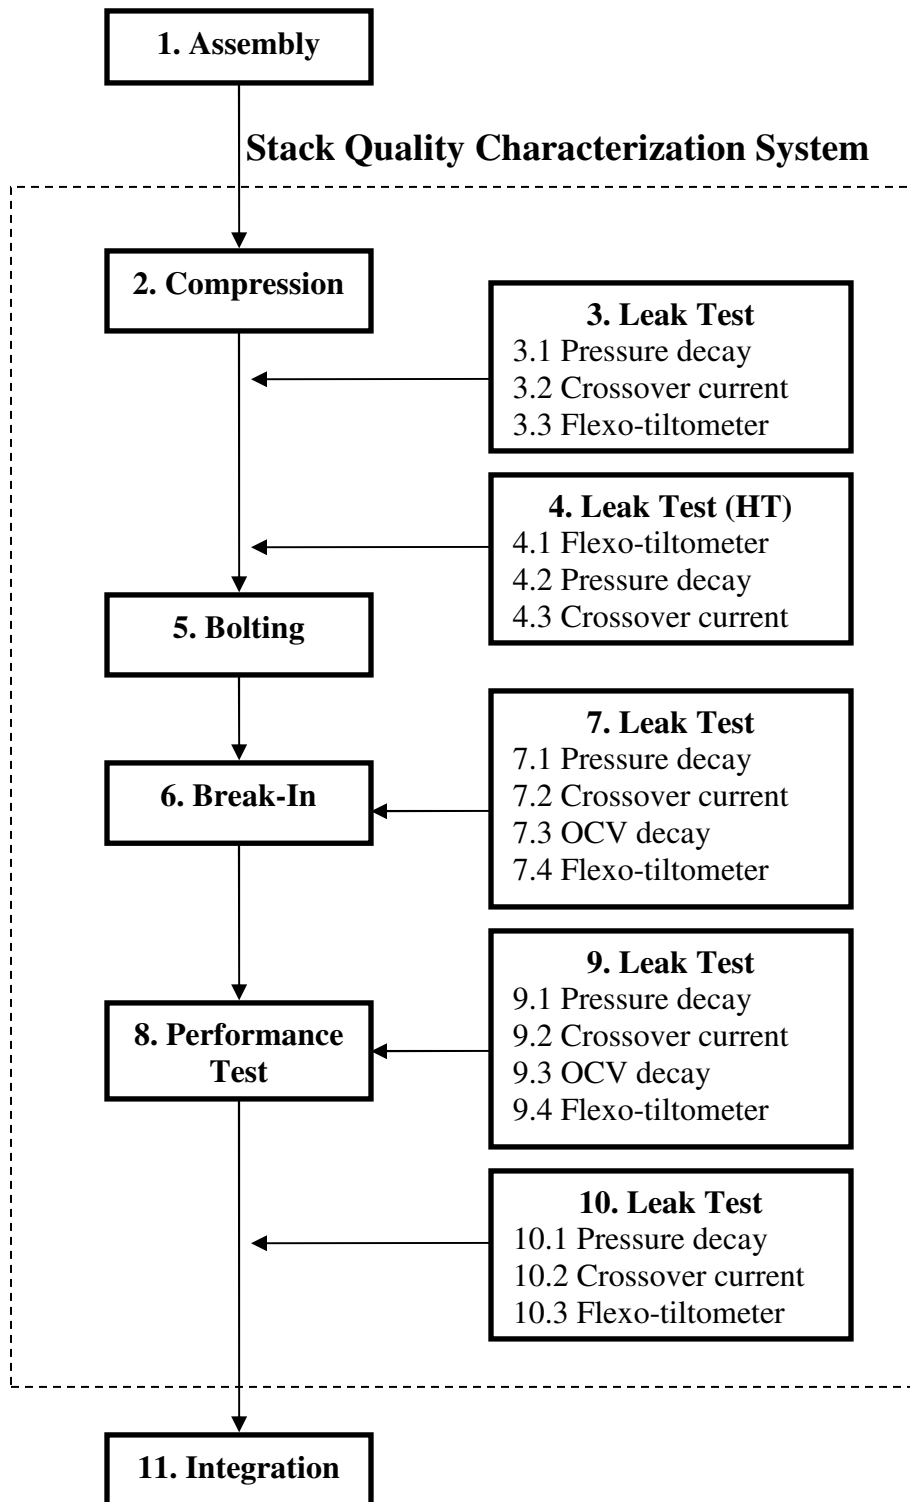 1. Assembly
Stack Quality Characterization System
2. Compression
3. Leak Test
3.1 Pressure decay
3.2 Crossover current
3.3 Flexo-tiltometer
4. Leak Test (HT)
4.1 Flexo-tiltometer
4.2 Pressure decay
4.3 Crossover current
5. Bolting
6. Break-In
7. Leak Test
7.1 Pressure decay
7.2 Crossover current
7.3 OCV decay
7.4 Flexo-tiltometer
8. Performance
Test
9. Leak Test
9.1 Pressure decay
9.2 Crossover current
9.3 OCV decay
9.4 Flexo-tiltometer
10. Leak Test
10.1 Pressure decay
10.2 Crossover current
10.3 Flexo-tiltometer
11. Integration